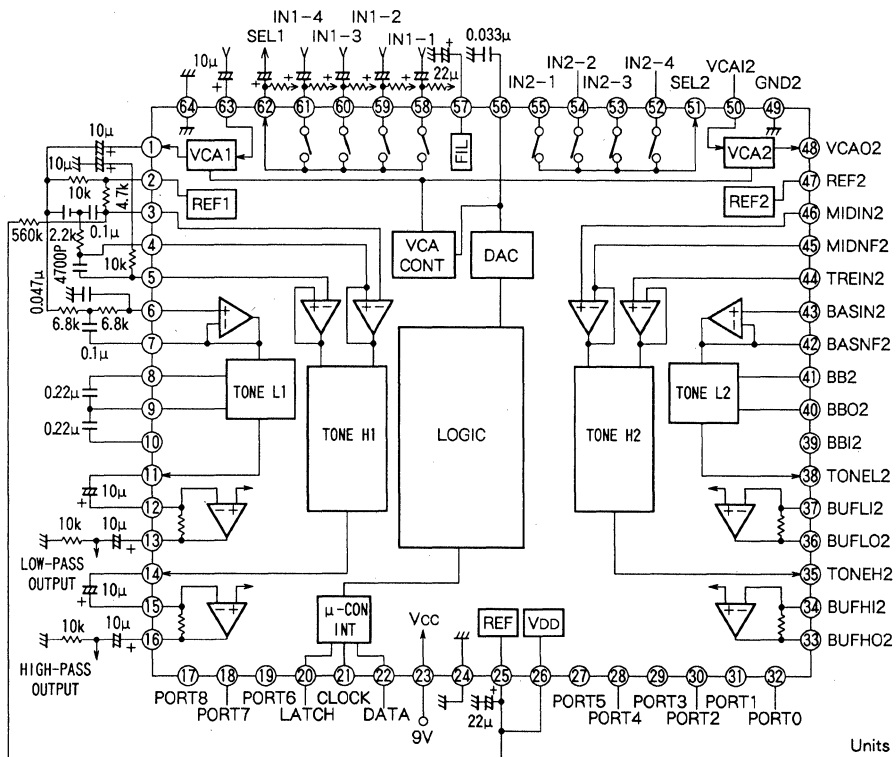 IN1-4 IN1-2 0.033μ
SEL1 IN1-3 IN1-1 22μ IN2-2 IN2-4 VCAI2
10μ IN2-1 IN2-3 SEL2 GND2
64 63 62 61 60 59 58 57 56 55 54 53 52 51 50 49
10μ 1 VCA1 FIL VCA2 48 VCAO2
10μ 2 REF1 REF2 47 REF2
10k 4.7k
560k 3 46 MIDIN2
2.2k 0.1μ
4 VCA CONT DAC 45 MIDNF2
4700P 10k 5 44 TREIN2
0.047μ
6 + − + − + − + − + − + − 43 BASIN2
6.8k 6.8k
7 42 BASNF2
0.1μ
8 TONE L1 TONE L2 41 BB2
0.22μ
9 TONE H1 LOGIC TONE H2 40 BBO2
0.22μ
10 39 BBI2
11 38 TONEL2
10μ +
12 − + + − 37 BUFLI2
10k 10μ + 13 36 BUFLO2
LOW-PASS OUTPUT
14 35 TONEH2
10μ +
15 − + μ-CON INT REF VDD + − 34 BUFHI2
10k 10μ + 16 VCC 33 BUFHO2
HIGH-PASS OUTPUT
17 18 19 20 21 22 23 24 25 26 27 28 29 30 31 32
PORT8 PORT6 CLOCK PORT5 PORT3 PORT1
PORT7 LATCH DATA 22μ + PORT4 PORT2 PORT0
9V
Units